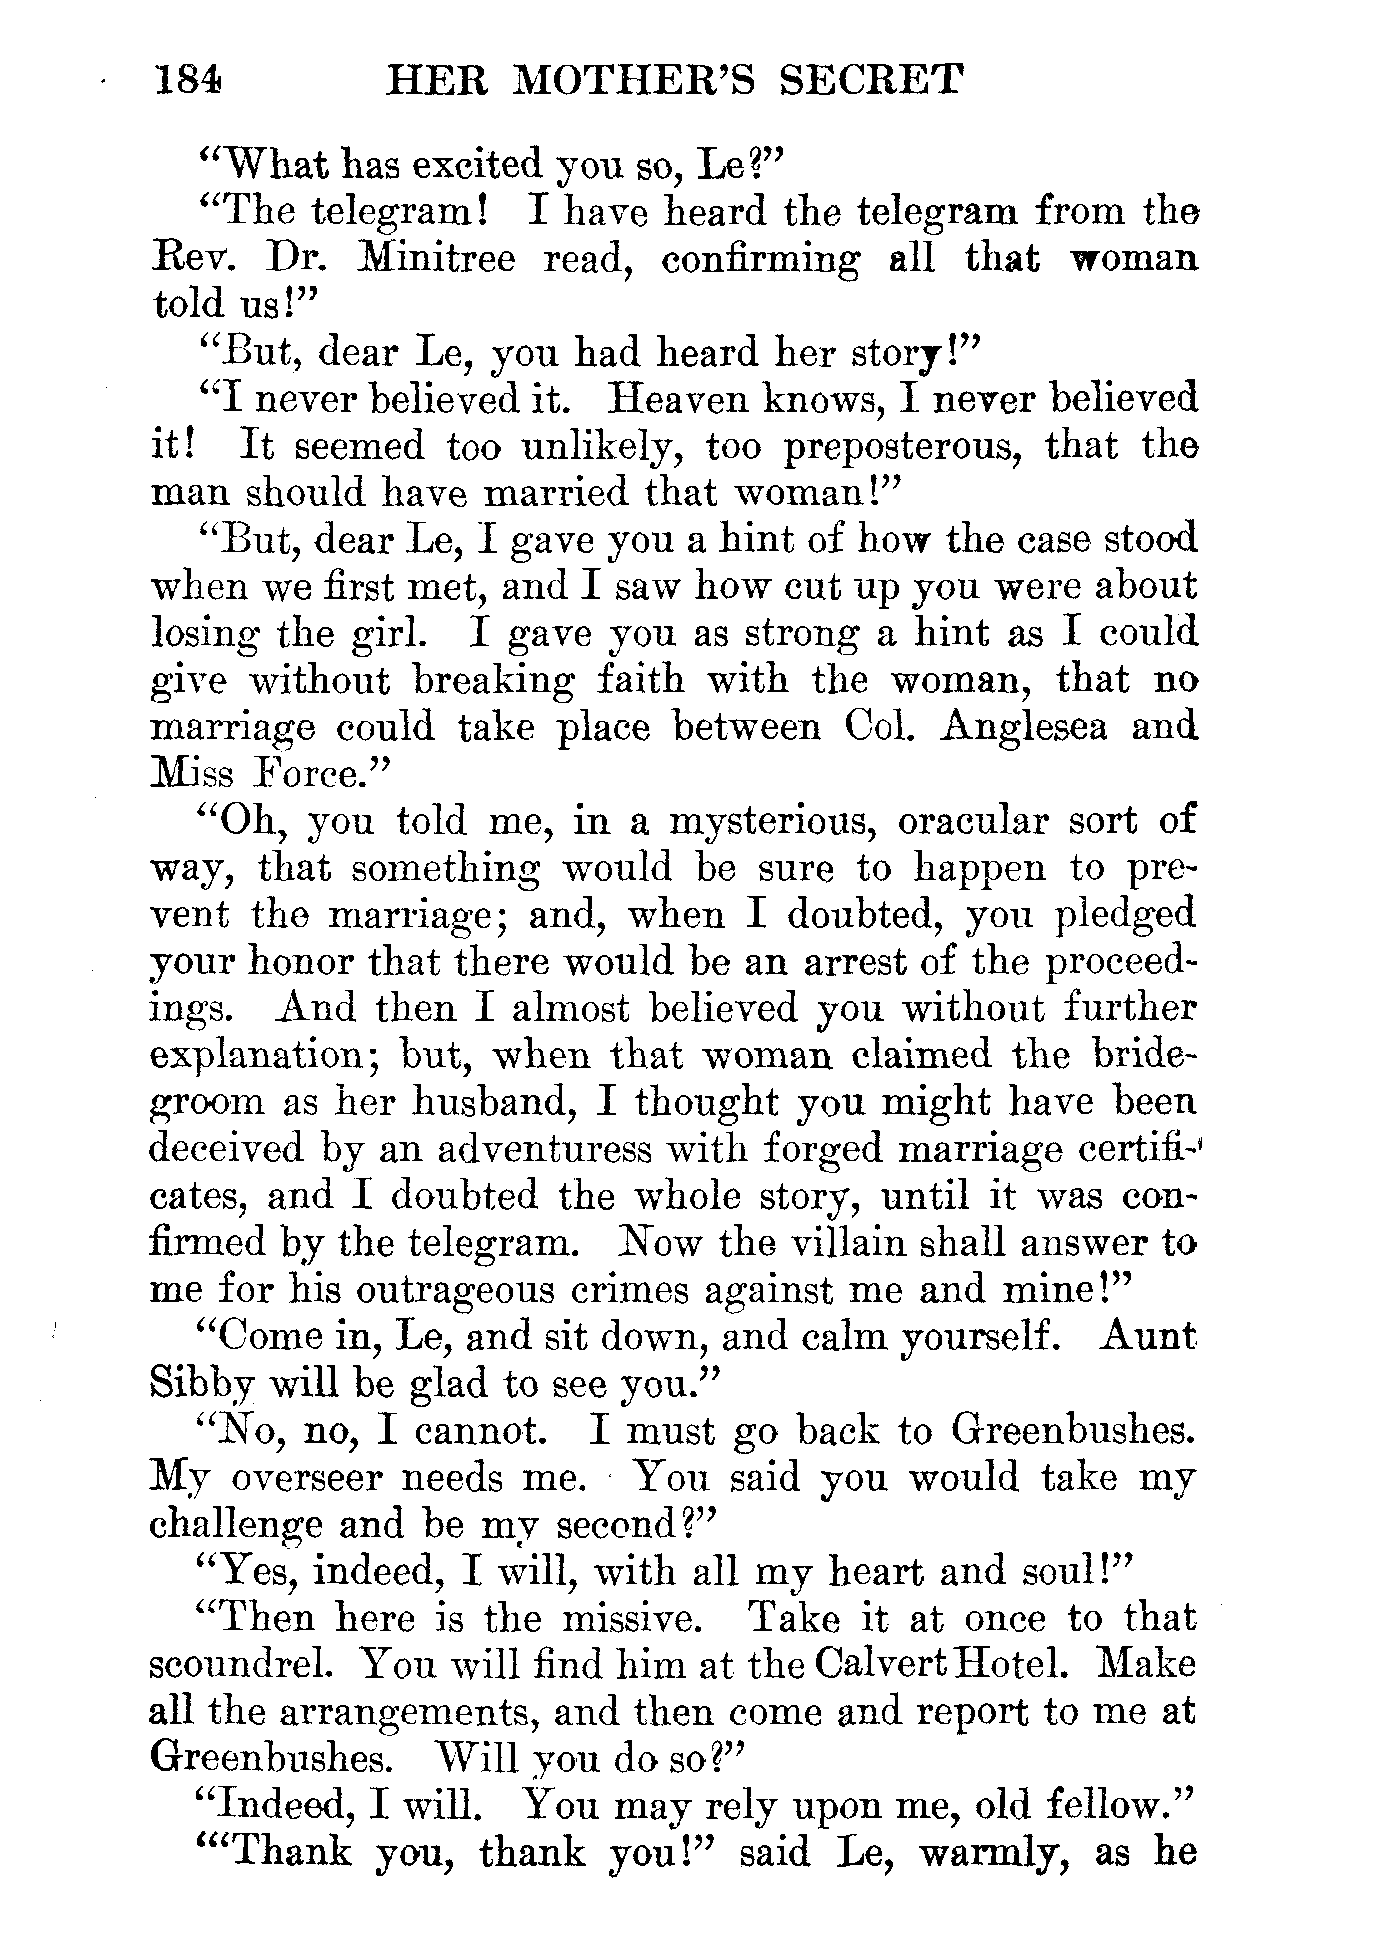 184 HER MOTHER'S SECRET
“What has excited you so, Le?”
“The telegram! I have heard the telegram from the
Rev. Dr. Minitree read, confirming all that woman
told us!”
“But, dear Le, you had heard her story!”
“I never believed it. Heaven knows, I never believed
it! It seemed too unlikely, too preposterous, that the
man should have married that woman!”
“But, dear Le, I gave you a hint of how the case stood
when we first met, and I saw how cut up you were about
losing the girl. I gave you as strong a hint as I could
give without breaking faith with the woman, that no
marriage could take place between Col. Anglesea and
Miss Force.”
“Oh, you told me, in a mysterious, oracular sort of
way, that something would be sure to happen to pre-
vent the marriage; and, when I doubted, you pledged
your honor that there would be an arrest of the proceed-
ings. And then I almost believed you without further
explanation; but, when that woman claimed the bride-
groom as her husband, I thought you might have been
deceived by an adventuress with forged marriage certifi-
cates, and I doubted the whole story, until it was con-
firmed by the telegram. Now the villain shall answer to
me for his outrageous crimes against me and mine!”
“Come in, Le, and sit down, and calm yourself. Aunt
Sibby will be glad to see you.”
“No, no, I cannot. I must go back to Greenbushes.
My overseer needs me. You said you would take my
challenge and be my second?”
“Yes, indeed, I will, with all my heart and soul!”
“Then here is the missive. Take it at once to that
scoundrel. You will find him at the Calvert Hotel. Make
all the arrangements, and then come and report to me at
Greenbushes. Will you do so?”
“Indeed, I will. You may rely upon me, old fellow.”
“‘Thank you, thank you!” said Le, warmly, as he